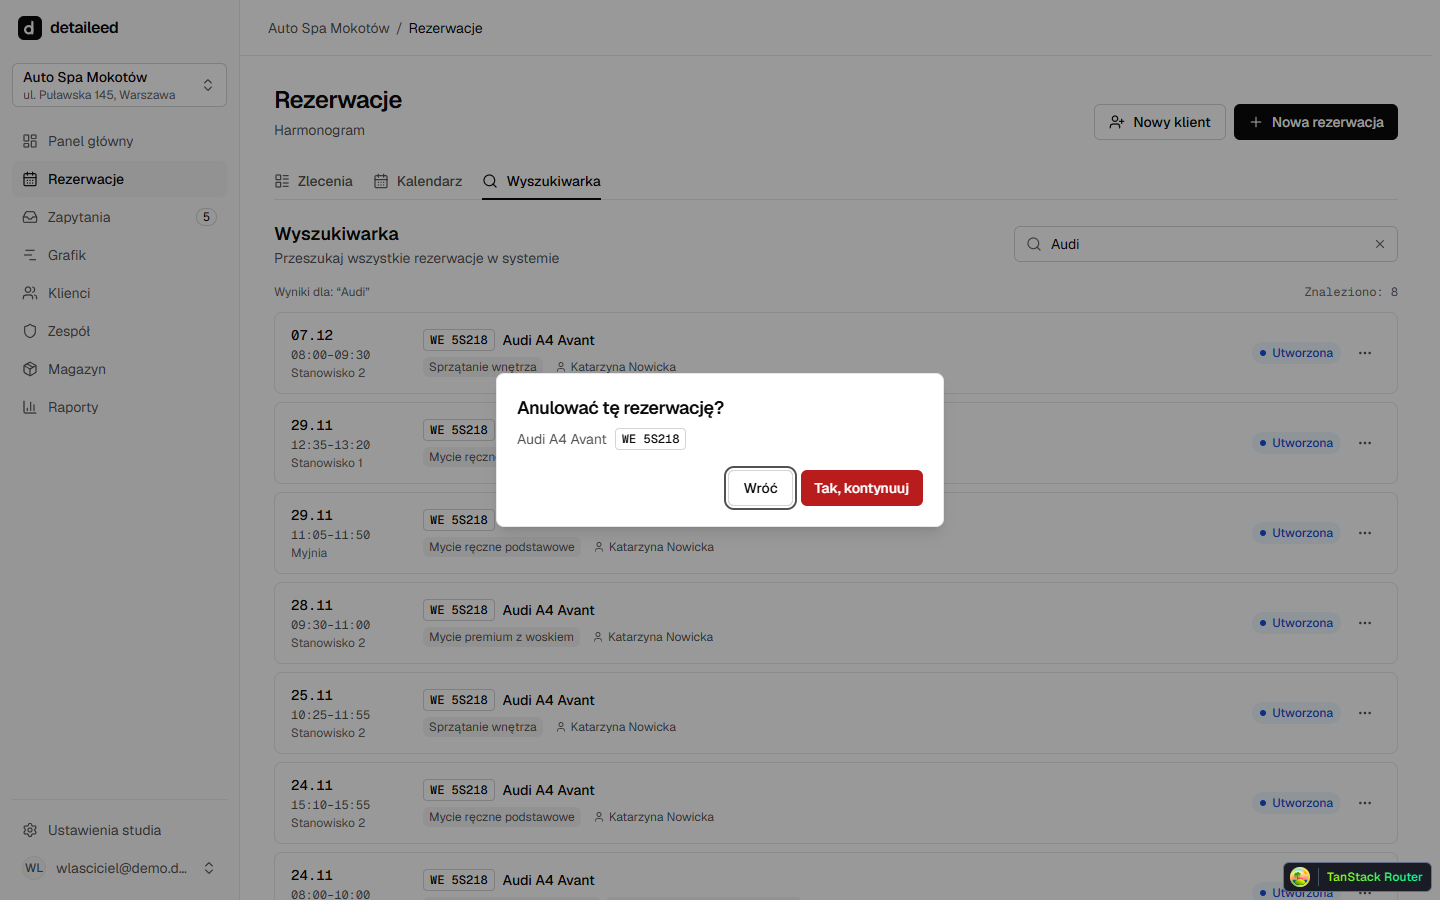 detaileed
Auto Spa Mokotów
ul. Puławska 145, Warszawa
Panel główny
Rezerwacje
Zapytania 5
Grafik
Klienci
Zespół
Magazyn
Raporty
Ustawienia studia
WL wlasciciel@demo.d...
Auto Spa Mokotów / Rezerwacje
Rezerwacje
Harmonogram
Nowy klient
Nowa rezerwacja
Zlecenia Kalendarz Wyszukiwarka
Wyszukiwarka
Przeszukaj wszystkie rezerwacje w systemie
Audi
Wyniki dla: “Audi” Znaleziono: 8
07.12
08:00–09:30
Stanowisko 2
WE 5S218 Audi A4 Avant
Sprzątanie wnętrza Katarzyna Nowicka
Utworzona
29.11
12:35–13:20
Stanowisko 1
WE 5S218
Mycie ręczne
Utworzona
Anulować tę rezerwację?
Audi A4 Avant WE 5S218
Wróć Tak, kontynuuj
29.11
11:05–11:50
Myjnia
WE 5S218
Mycie ręczne podstawowe Katarzyna Nowicka
Utworzona
28.11
09:30–11:00
Stanowisko 2
WE 5S218 Audi A4 Avant
Mycie premium z woskiem Katarzyna Nowicka
Utworzona
25.11
10:25–11:55
Stanowisko 2
WE 5S218 Audi A4 Avant
Sprzątanie wnętrza Katarzyna Nowicka
Utworzona
24.11
15:10–15:55
Stanowisko 2
WE 5S218 Audi A4 Avant
Mycie ręczne podstawowe Katarzyna Nowicka
Utworzona
24.11
08:00–10:00
WE 5S218 Audi A4 Avant
Utworzona
TanStack Router